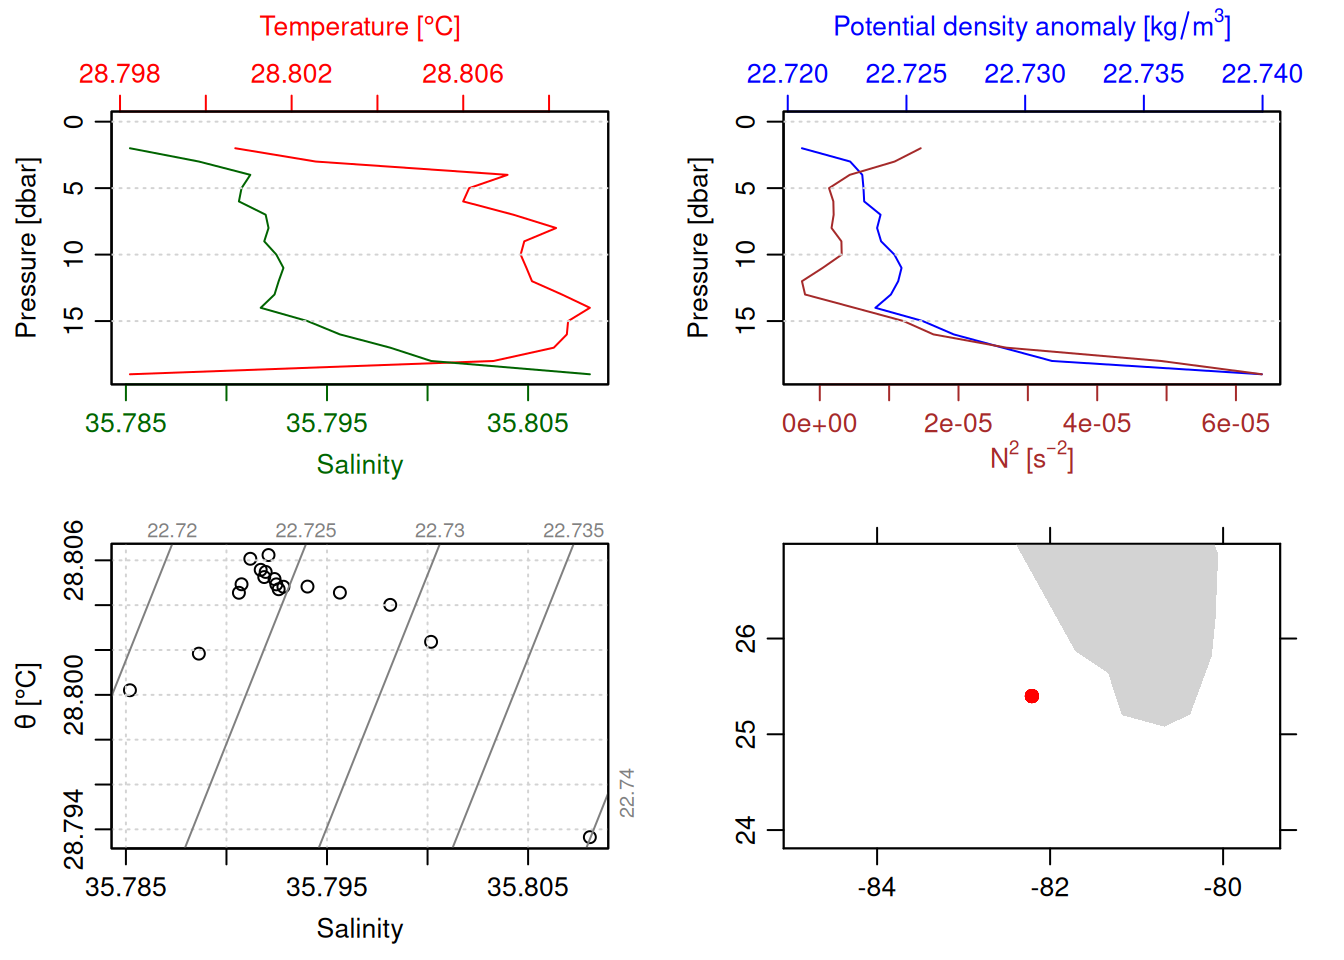 Temperature [°C]
28.798 28.802 28.806
0
5
10
15
Pressure [dbar]
35.785 35.795 35.805
Salinity
Potential density anomaly [kg/m³]
22.720 22.725 22.730 22.735 22.740
0
5
10
15
Pressure [dbar]
0e+00 2e-05 4e-05 6e-05
N² [s⁻²]
22.72 22.725 22.73 22.735
22.74
28.806
28.800
28.794
θ [°C]
35.785 35.795 35.805
Salinity
26
25
24
-84 -82 -80